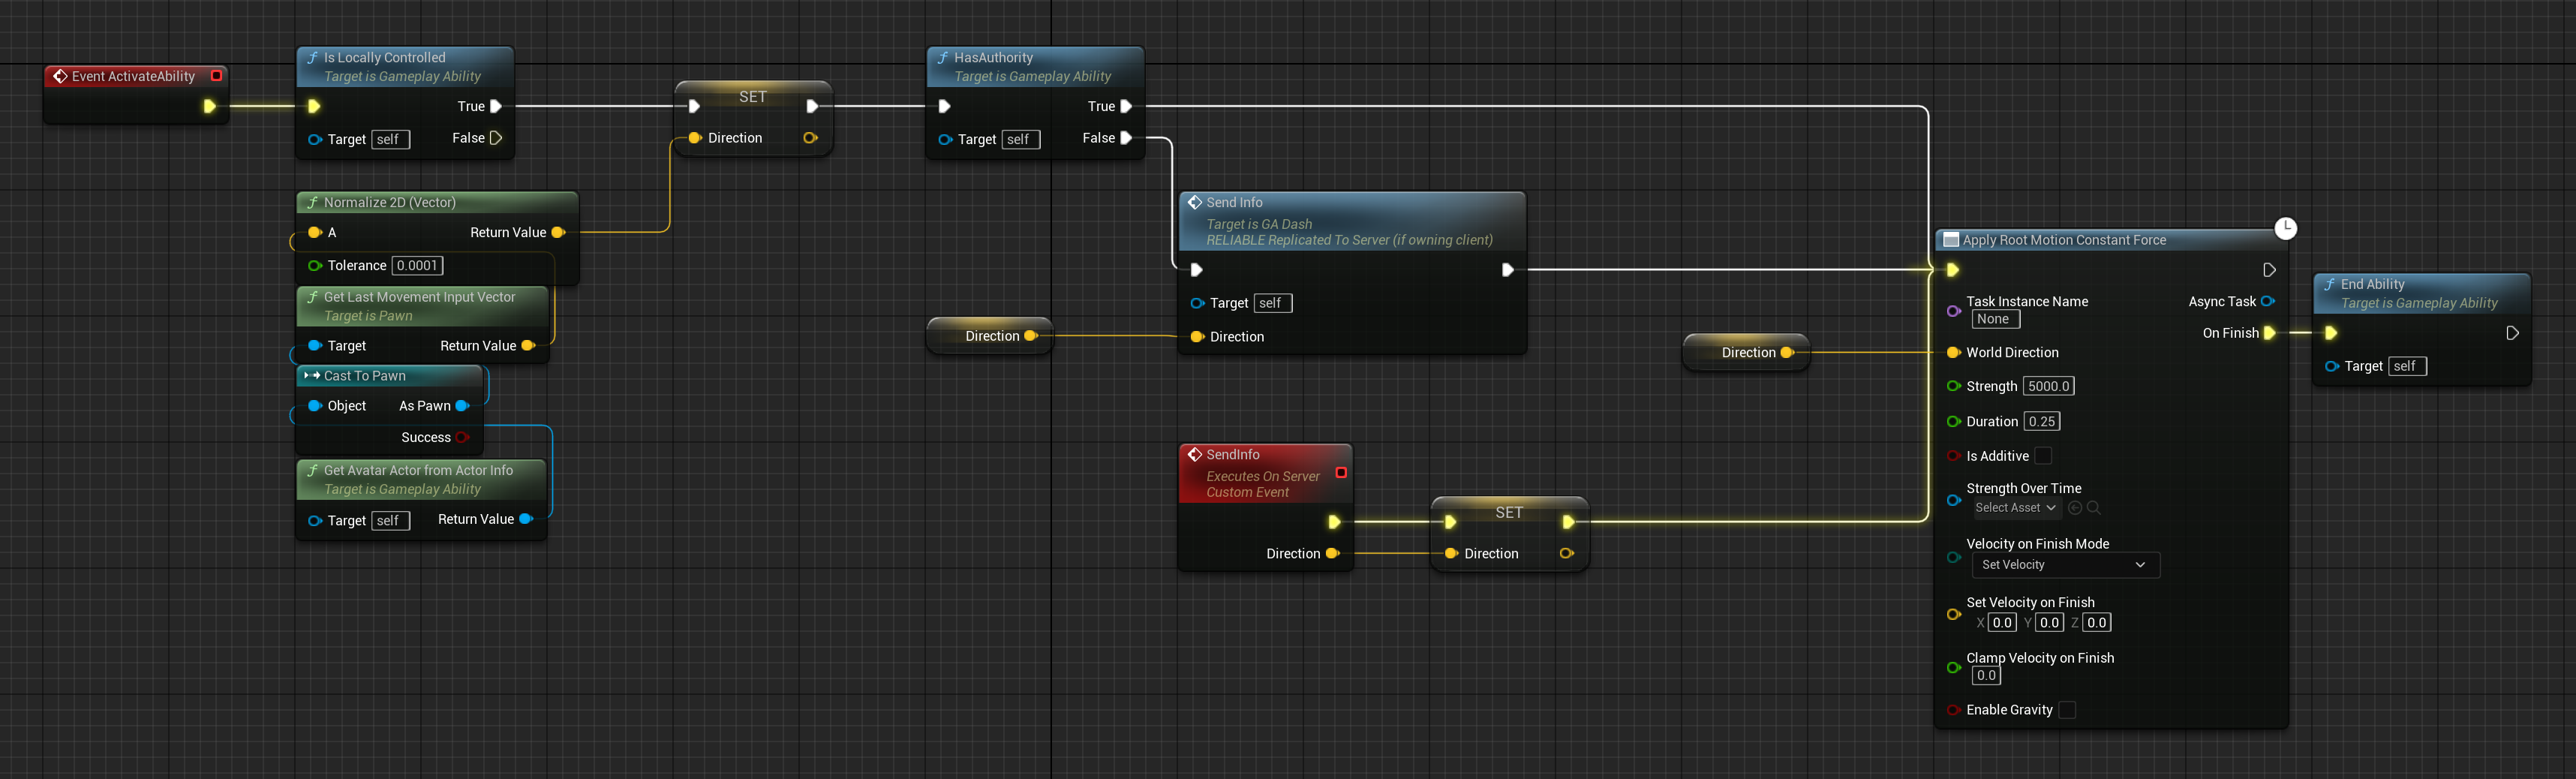 Event ActivateAbility
Is Locally Controlled
Target is Gameplay Ability
True
Target self
False
Normalize 2D (Vector)
A
Return Value
Tolerance 0.0001
Get Last Movement Input Vector
Target is Pawn
Target
Return Value
Cast To Pawn
Object
As Pawn
Success
Get Avatar Actor from Actor Info
Target is Gameplay Ability
Target self
Return Value
SET
Direction
HasAuthority
Target is Gameplay Ability
True
Target self
False
Direction
Send Info
Target is GA Dash
RELIABLE Replicated To Server (if owning client)
Target self
Direction
SendInfo
Executes On Server
Custom Event
Direction
SET
Direction
Direction
Apply Root Motion Constant Force
Task Instance Name
None
Async Task
On Finish
World Direction
Strength 5000.0
Duration 0.25
Is Additive
Strength Over Time
Select Asset
Velocity on Finish Mode
Set Velocity
Set Velocity on Finish
X 0.0 Y 0.0 Z 0.0
Clamp Velocity on Finish
0.0
Enable Gravity
End Ability
Target is Gameplay Ability
Target self